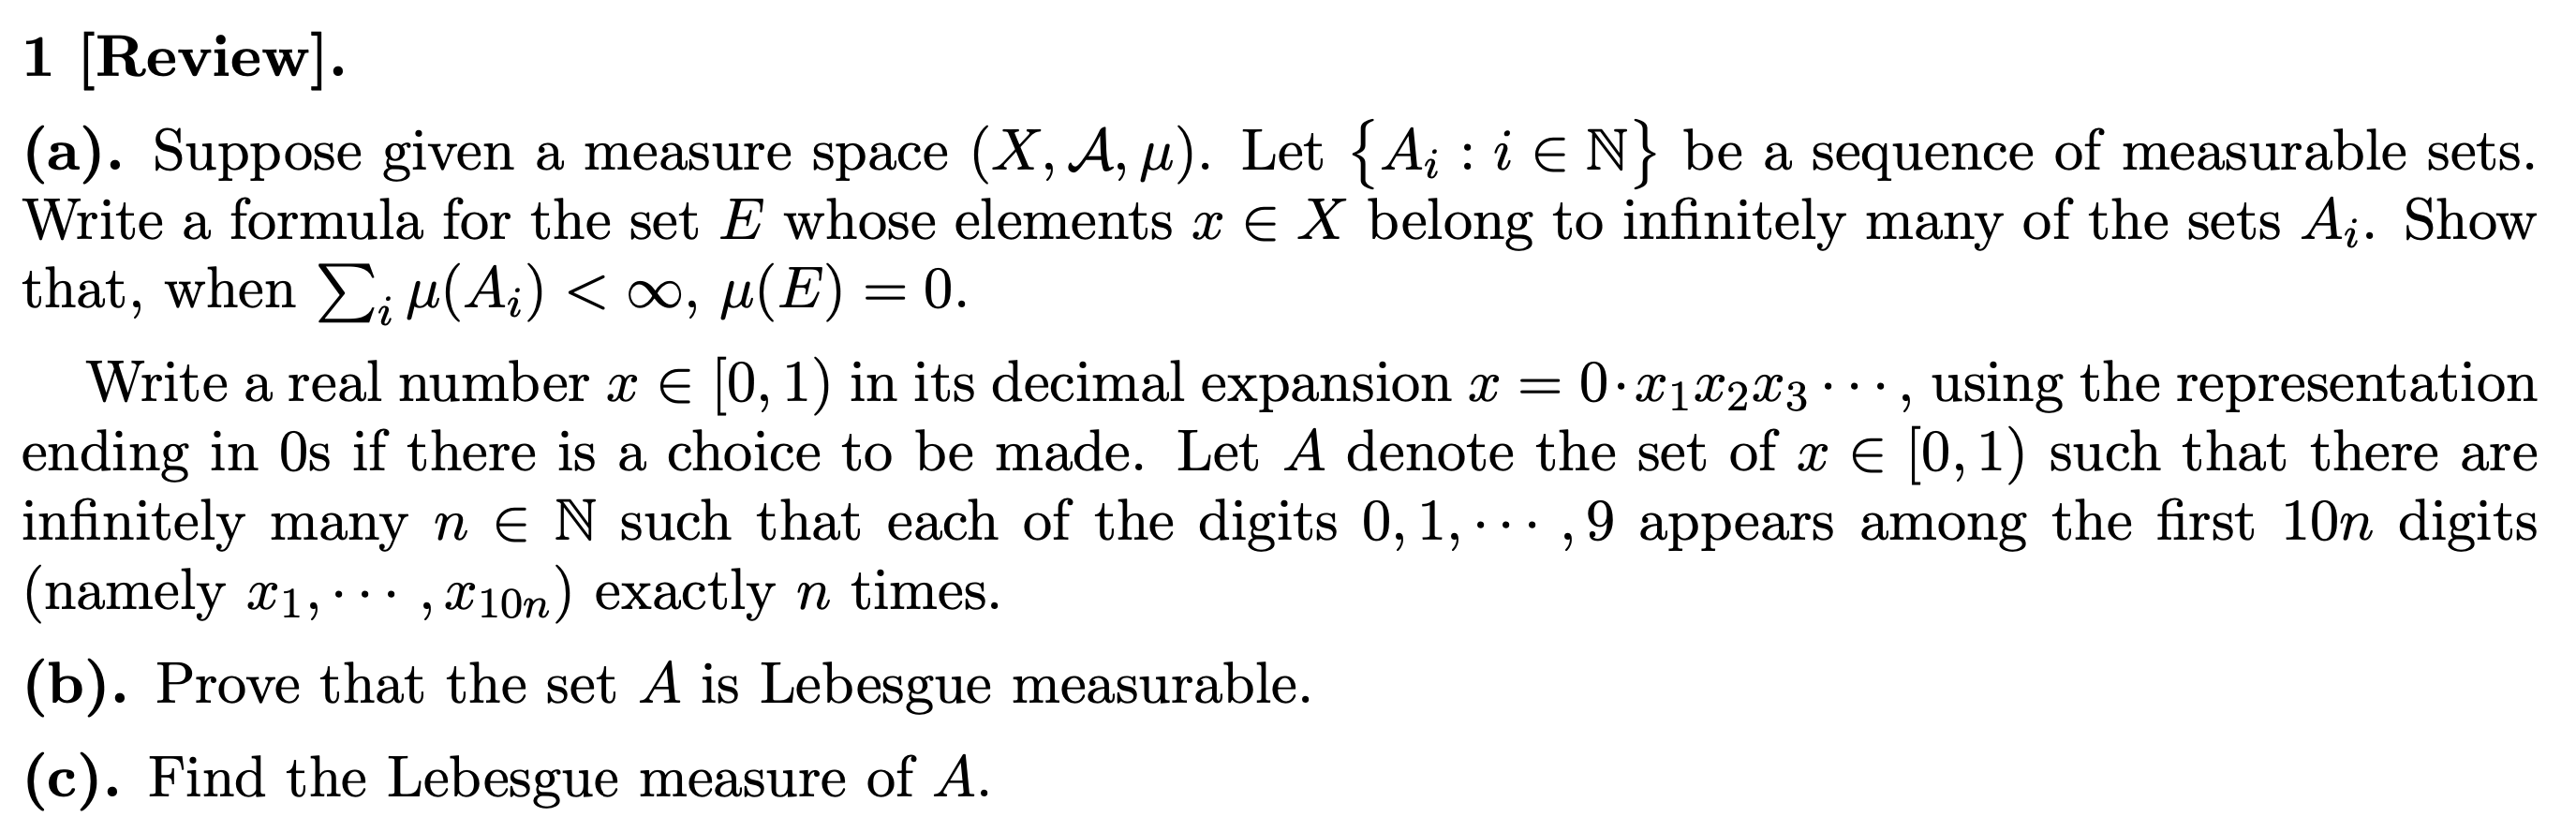 1 [Review].
(a). Suppose given a measure space (X, 𝒜, μ). Let {A_i : i ∈ ℕ} be a sequence of measurable sets.
Write a formula for the set E whose elements x ∈ X belong to infinitely many of the sets A_i. Show
that, when ∑_i μ(A_i) < ∞, μ(E) = 0.
Write a real number x ∈ [0, 1) in its decimal expansion x = 0·x_1x_2x_3 · · · , using the representation
ending in 0s if there is a choice to be made. Let A denote the set of x ∈ [0, 1) such that there are
infinitely many n ∈ ℕ such that each of the digits 0, 1, · · · , 9 appears among the first 10n digits
(namely x_1, · · · , x_{10n}) exactly n times.
(b). Prove that the set A is Lebesgue measurable.
(c). Find the Lebesgue measure of A.